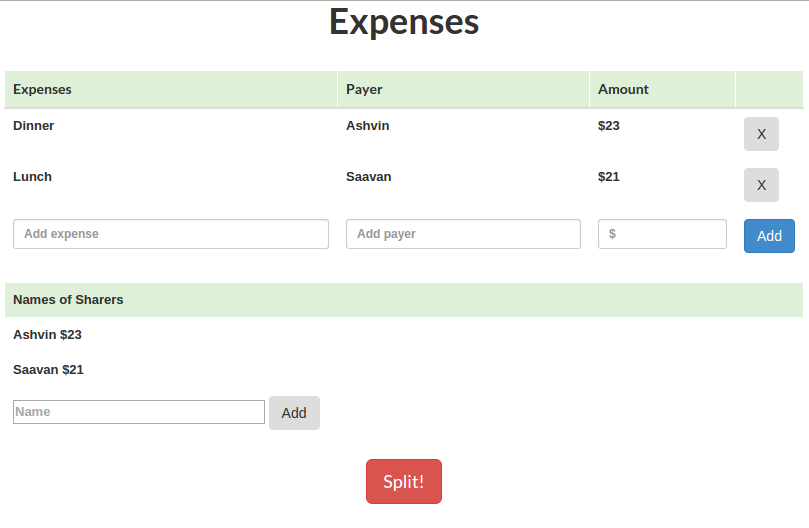 Expenses
Expenses Payer Amount
Dinner Ashvin $23 X
Lunch Saavan $21 X
Add expense Add payer $ Add
Names of Sharers
Ashvin $23
Saavan $21
Name Add
Split!